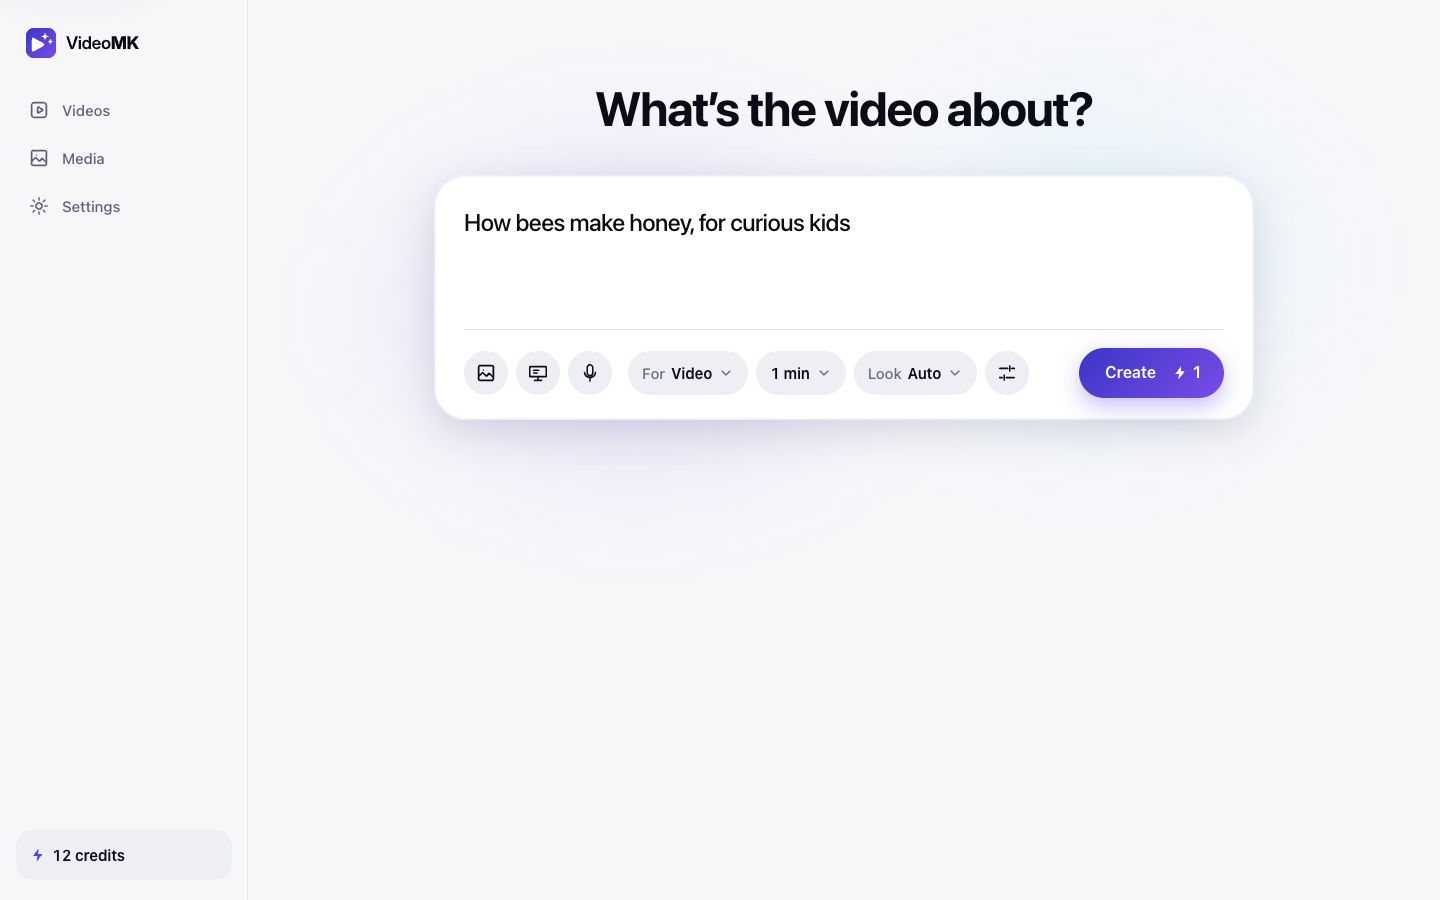 VideoMK
Videos
Media
Settings
What's the video about?
How bees make honey, for curious kids
For Video
1 min
Look Auto
Create 1
12 credits